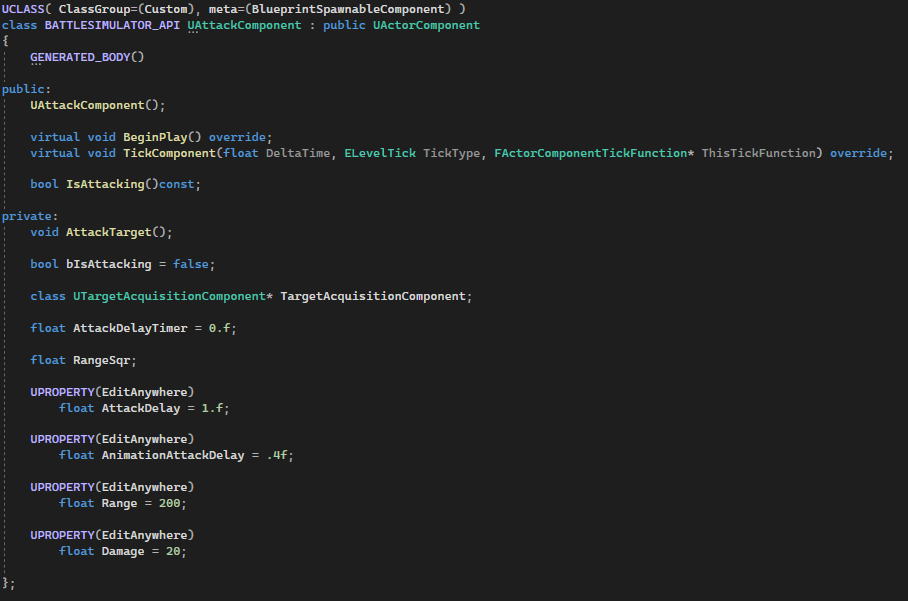 UCLASS( ClassGroup=(Custom), meta=(BlueprintSpawnableComponent) )
class BATTLESIMULATOR_API UAttackComponent : public UActorComponent
{
    GENERATED_BODY()
public:
    UAttackComponent();
    virtual void BeginPlay() override;
    virtual void TickComponent(float DeltaTime, ELevelTick TickType, FActorComponentTickFunction* ThisTickFunction) override;
    bool IsAttacking()const;
private:
    void AttackTarget();
    bool bIsAttacking = false;
    class UTargetAcquisitionComponent* TargetAcquisitionComponent;
    float AttackDelayTimer = 0.f;
    float RangeSqr;
    UPROPERTY(EditAnywhere)
        float AttackDelay = 1.f;
    UPROPERTY(EditAnywhere)
        float AnimationAttackDelay = .4f;
    UPROPERTY(EditAnywhere)
        float Range = 200;
    UPROPERTY(EditAnywhere)
        float Damage = 20;
};